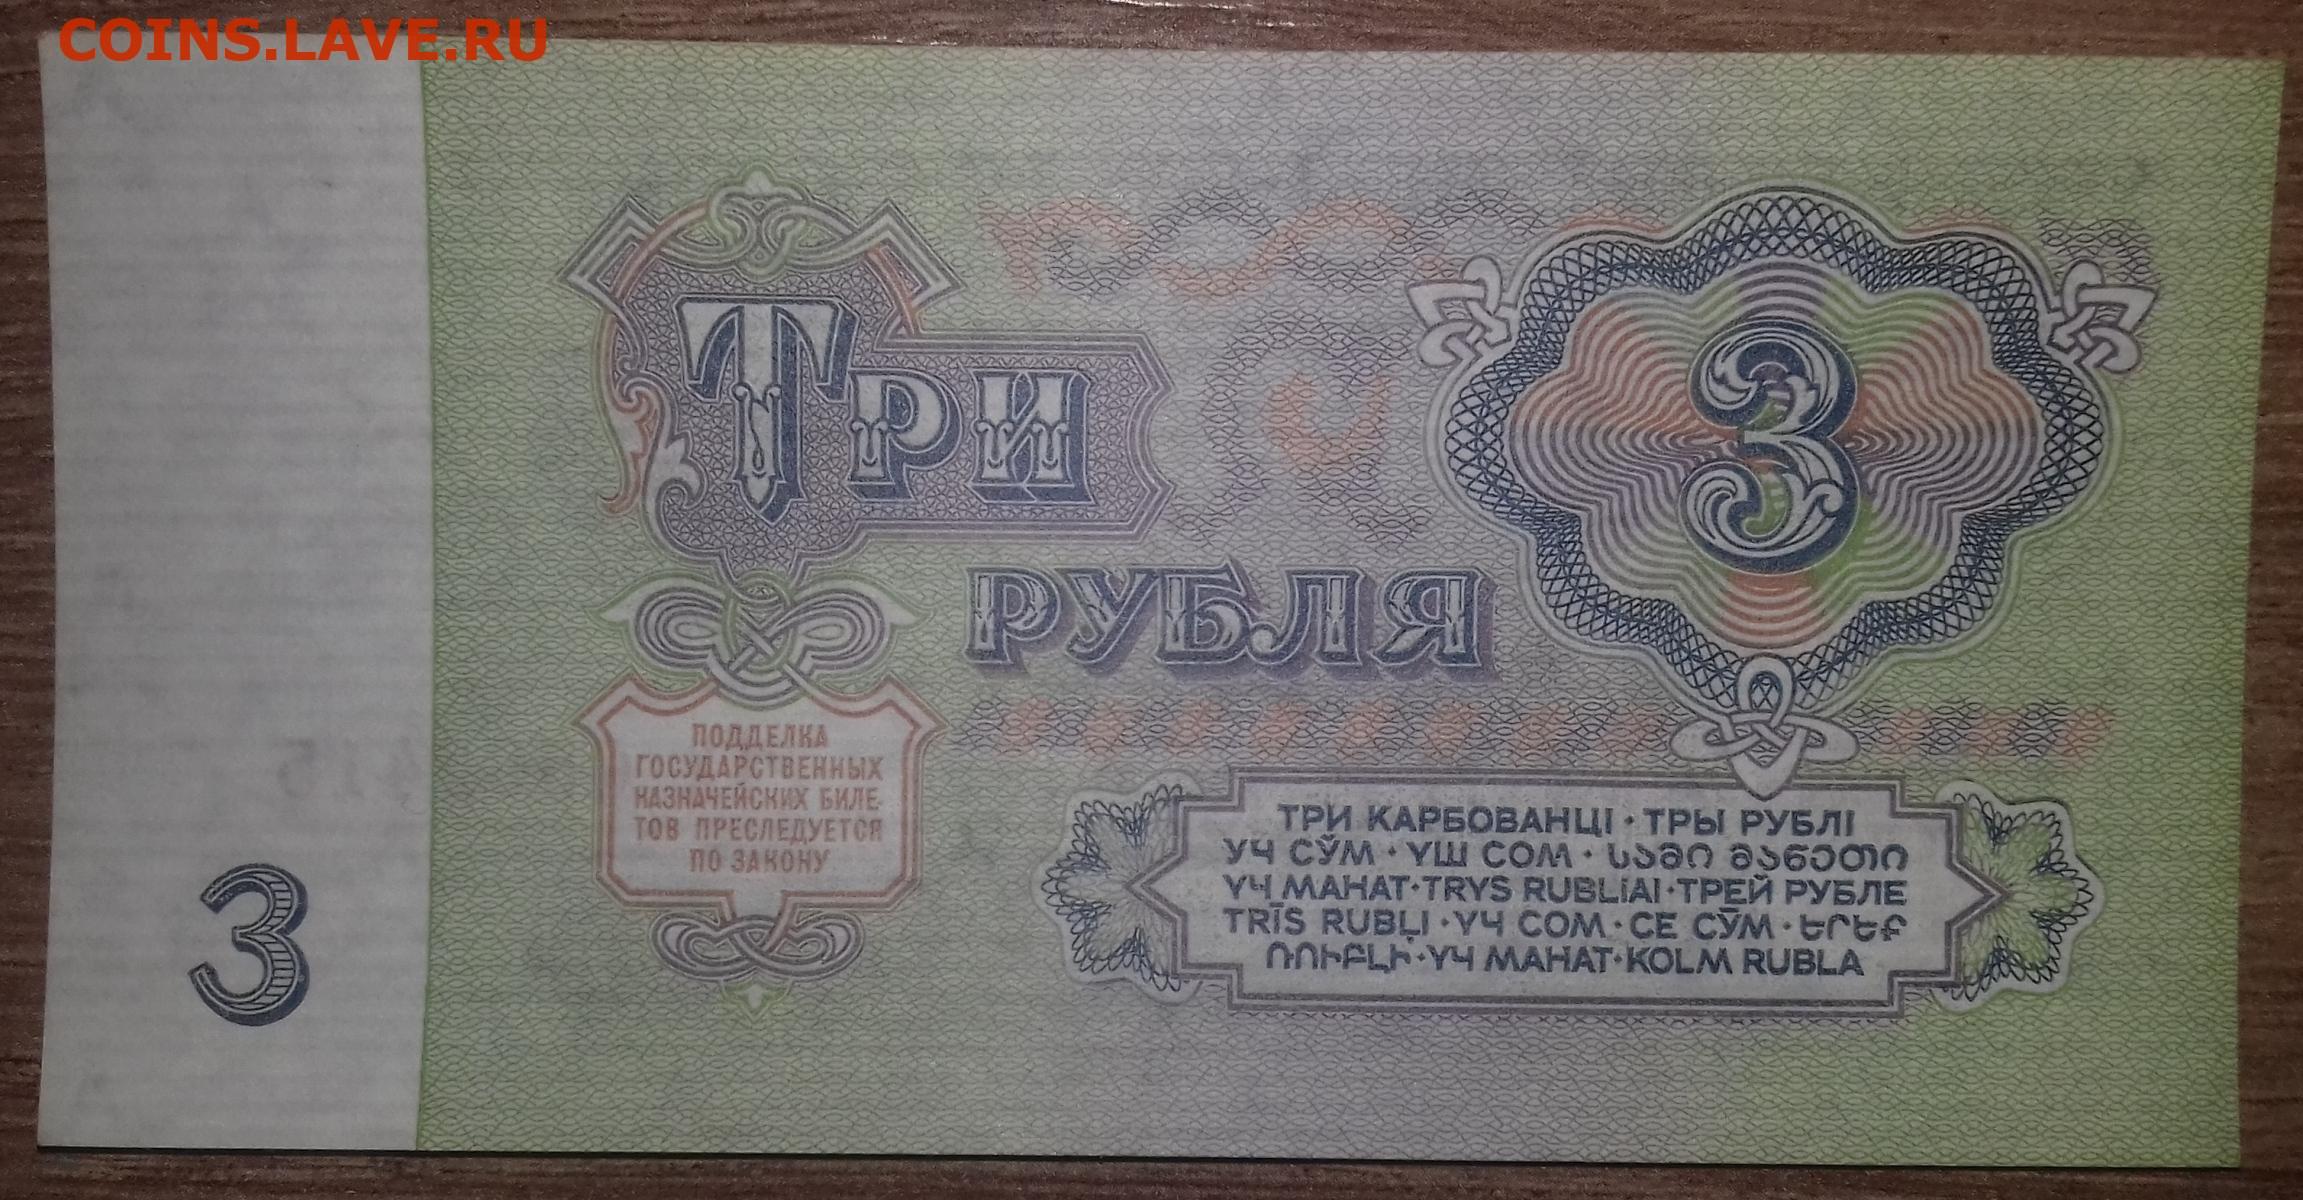 COINS.LAVE.RU
ТРИ
РУБЛЯ
3
ПОДДЕЛКА
ГОСУДАРСТВЕННЫХ
КАЗНАЧЕЙСКИХ БИЛЕ-
ТОВ ПРЕСЛЕДУЕТСЯ
ПО ЗАКОНУ
3
ТРИ КАРБОВАНЦІ · ТРЫ РУБЛІ
УЧ СЎМ · ҮШ СОМ · ᲡᲐᲛᲘ ᲛᲐᲜᲔᲗᲘ
ҮЧ МАНАТ · TRYS RUBLIAI · ТРЕЙ РУБЛЕ
TRĪS RUBĻI · ҮЧ СОМ · СЕ СӮМ · ԵՐԵՔ
ՌՈՒԲԼԻ · ҮЧ МАНАТ · KOLM RUBLA